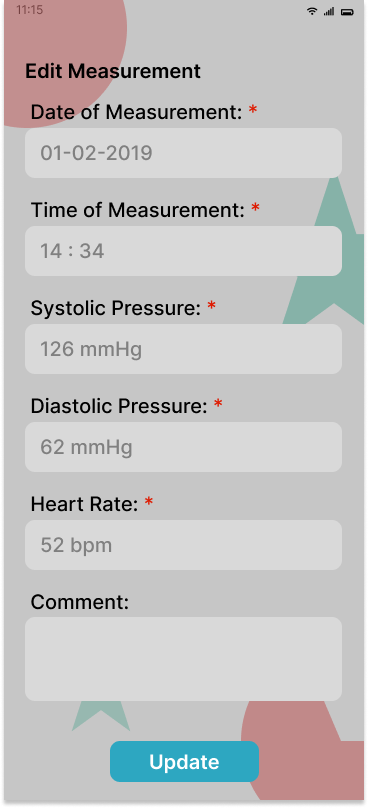 11:15
Edit Measurement
Date of Measurement: *
01-02-2019
Time of Measurement: *
14 : 34
Systolic Pressure: *
126 mmHg
Diastolic Pressure: *
62 mmHg
Heart Rate: *
52 bpm
Comment:
Update